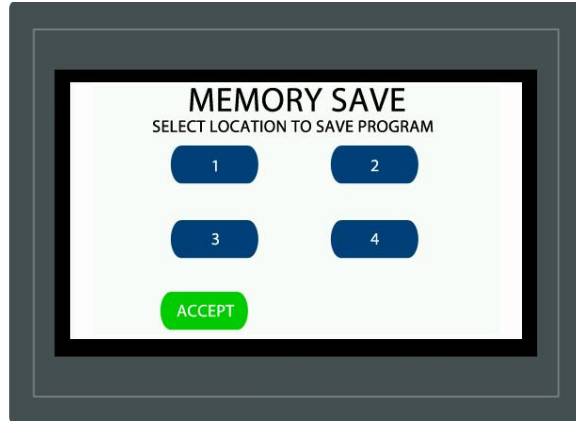 MEMORY SAVE
SELECT LOCATION TO SAVE PROGRAM
1 2
3 4
ACCEPT